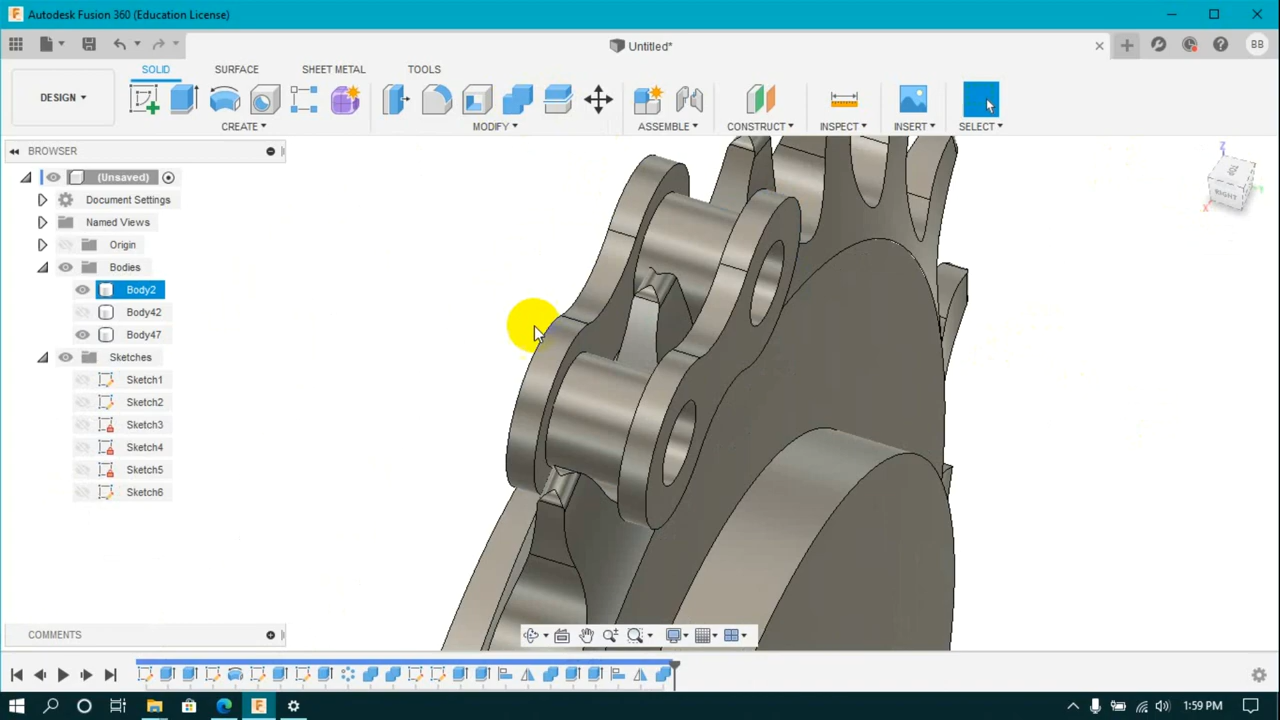 Autodesk Fusion 360 (Education License)
Untitled*
BB
SOLID SURFACE SHEET METAL TOOLS
DESIGN
CREATE MODIFY ASSEMBLE CONSTRUCT INSPECT INSERT SELECT
BROWSER
(Unsaved)
Document Settings
Named Views
Origin
Bodies
Body2
Body42
Body47
Sketches
Sketch1
Sketch2
Sketch3
Sketch4
Sketch5
Sketch6
Z
RIGHT
X
Y
COMMENTS
1:59 PM